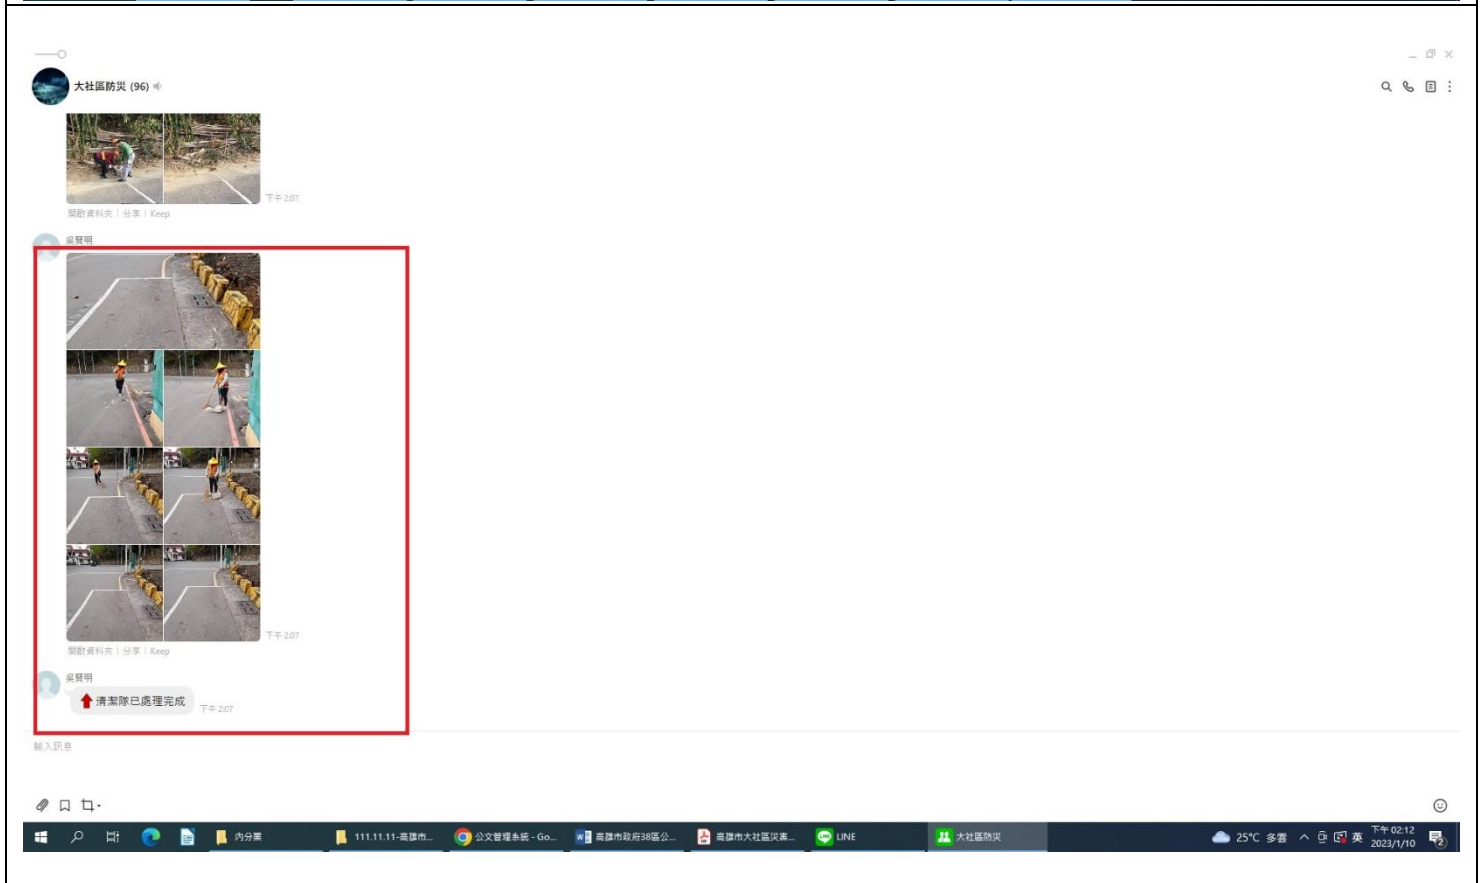 大社區防災 (96)
下午 2:07
開啟資料夾 | 分享 | Keep
吳賢明
下午 2:07
開啟資料夾 | 分享 | Keep
吳賢明
清潔隊已處理完成
下午 2:07
輸入訊息
內分業
111.11.11-高雄市...
公文管理系統 - Go...
高雄市政府38區公...
高雄市大社區災害...
LINE
大社區防災
25°C 多雲
英
下午 02:12
2023/1/10
2